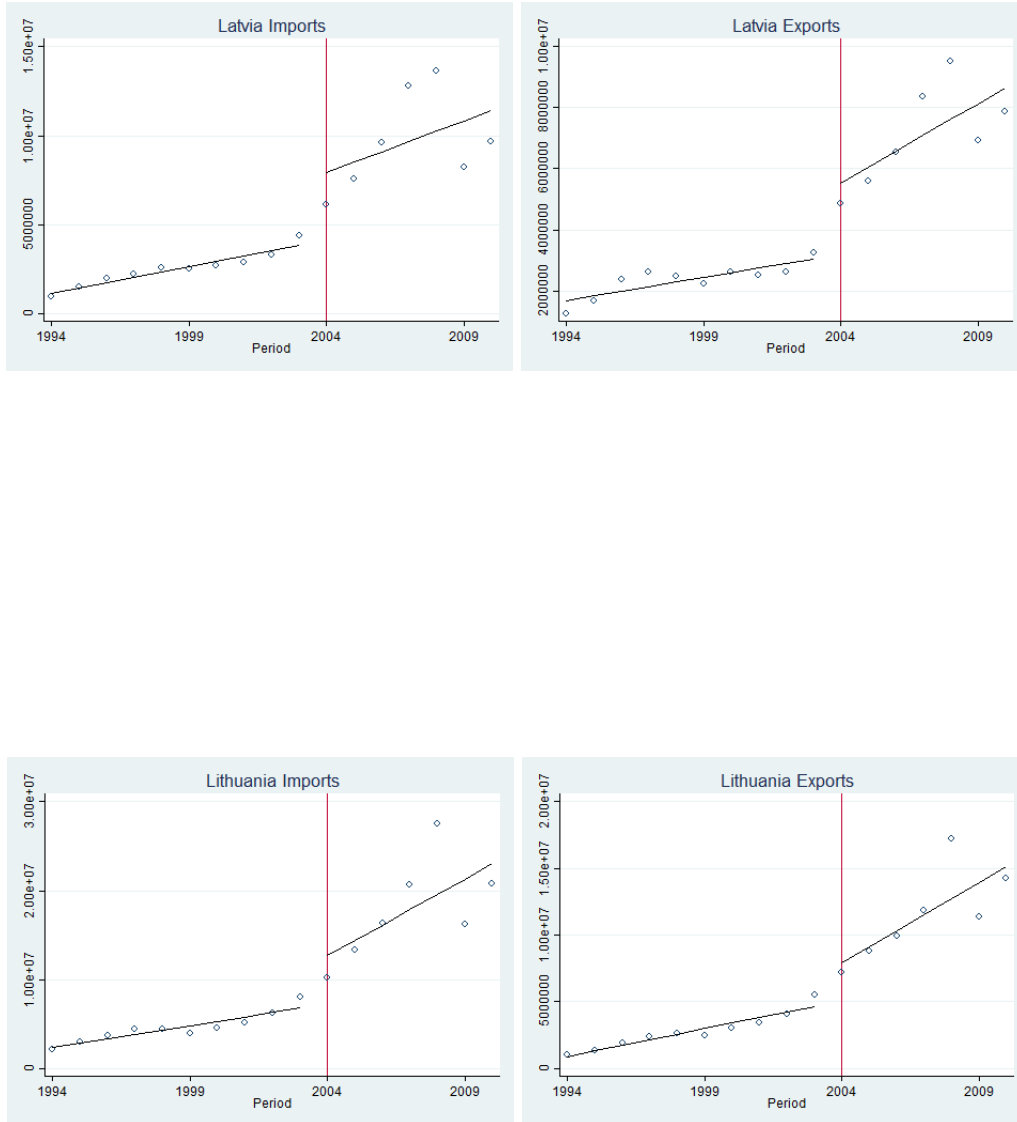 Latvia Imports
1.50e+07
1.00e+07
5000000
0
1994 1999 2004 2009
Period
Latvia Exports
1.00e+07
8000000
6000000
4000000
2000000
1994 1999 2004 2009
Period
Lithuania Imports
3.00e+07
2.00e+07
1.00e+07
0
1994 1999 2004 2009
Period
Lithuania Exports
2.00e+07
1.50e+07
1.00e+07
5000000
0
1994 1999 2004 2009
Period